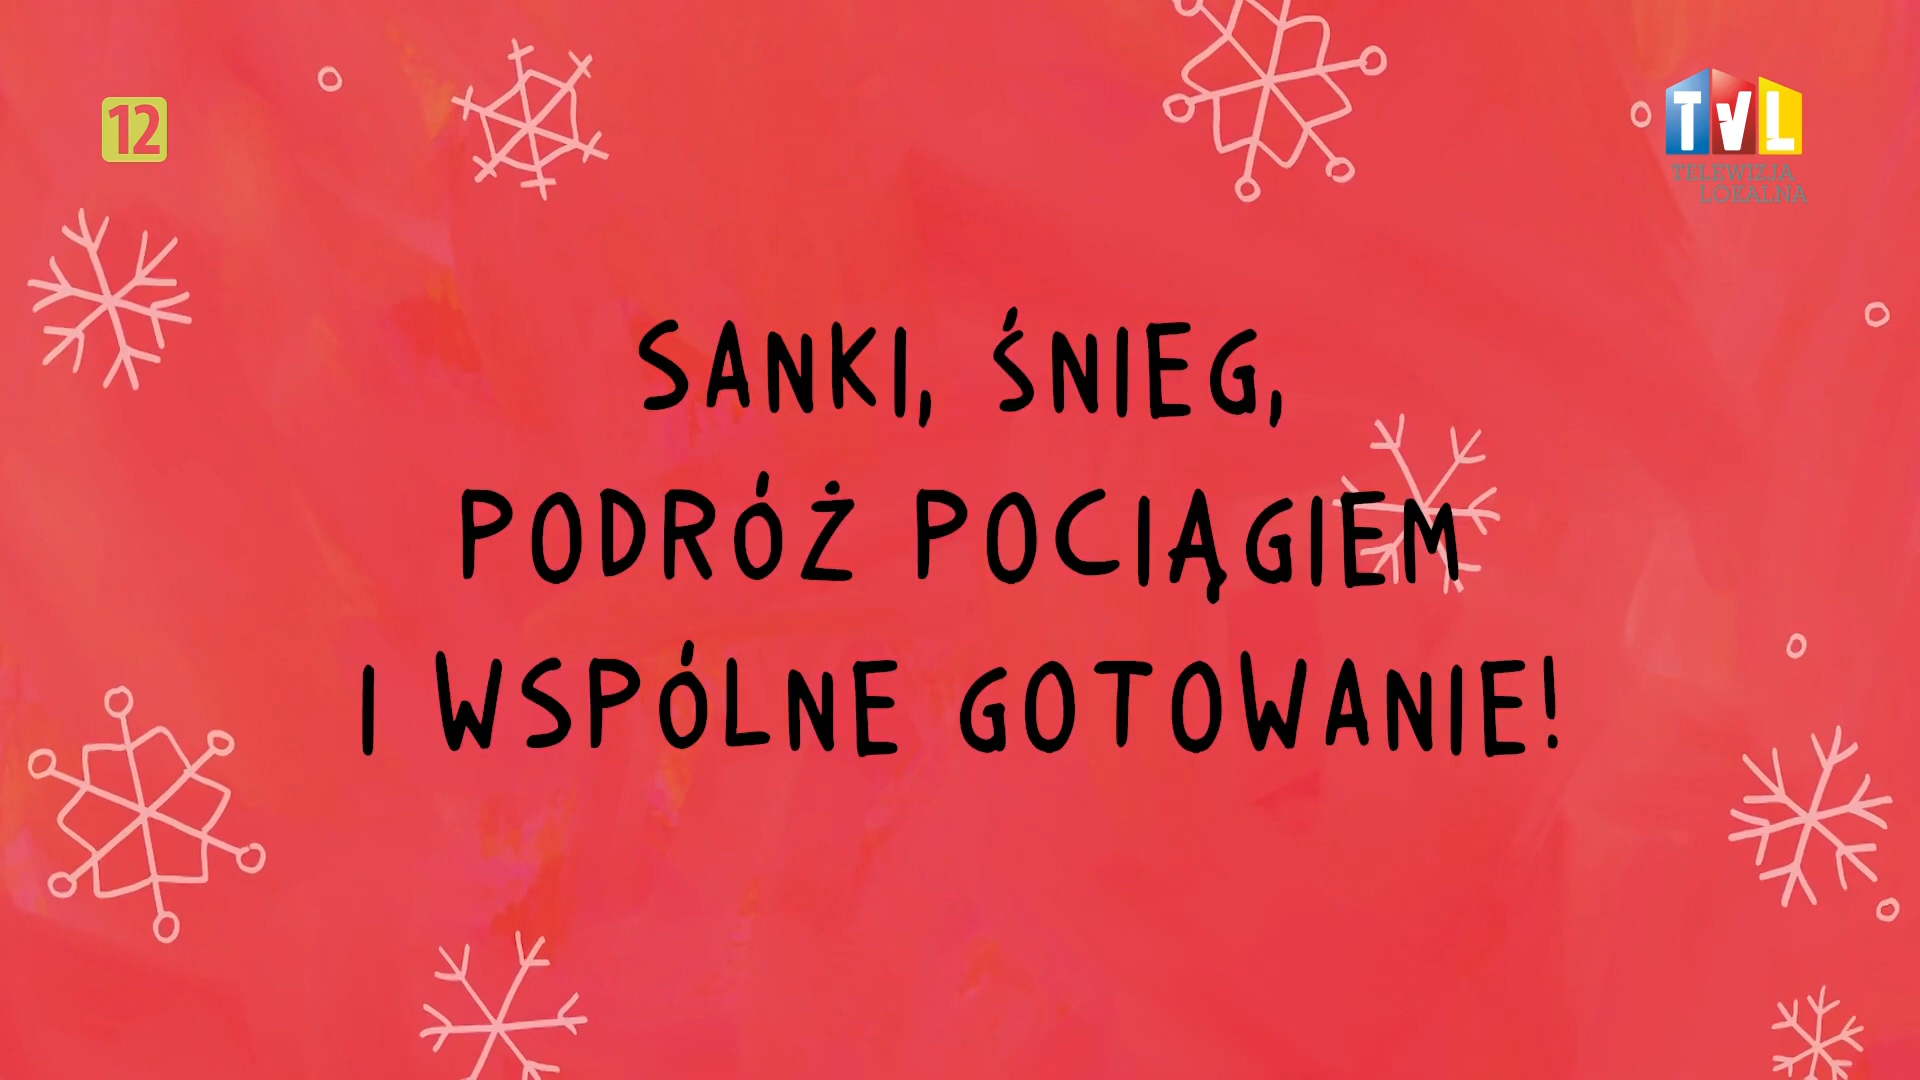 12
TVL
TELEWIZJA
LOKALNA
SANKI, ŚNIEG,
PODRÓŻ POCIĄGIEM
I WSPÓLNE GOTOWANIE!